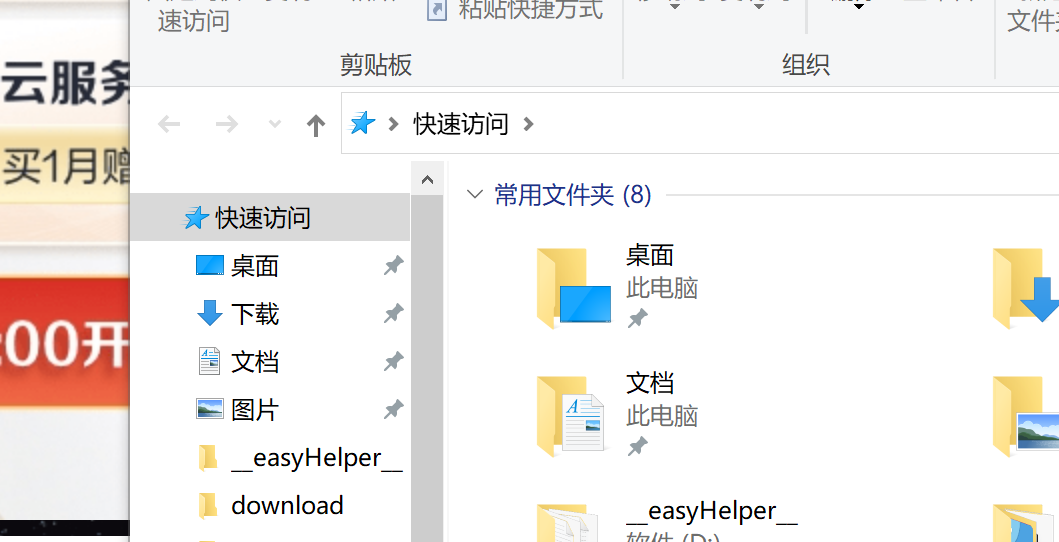 速访问
粘贴快捷方式
剪贴板
组织
云服务
买1月赠
:00开
快速访问
常用文件夹 (8)
快速访问
桌面
下载
文档
图片
__easyHelper__
download
桌面
此电脑
文档
此电脑
__easyHelper__
软件 (D:)